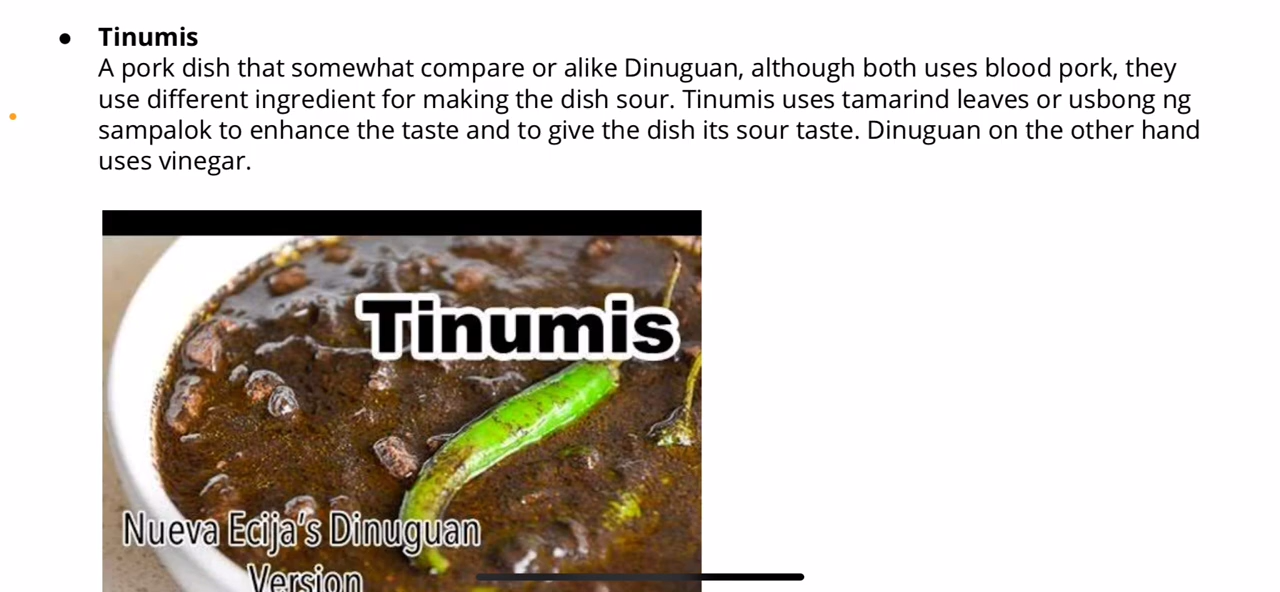 ● Tinumis
A pork dish that somewhat compare or alike Dinuguan, although both uses blood pork, they
use different ingredient for making the dish sour. Tinumis uses tamarind leaves or usbong ng
sampalok to enhance the taste and to give the dish its sour taste. Dinuguan on the other hand
uses vinegar.
Tinumis
Nueva Ecija's Dinuguan
Version